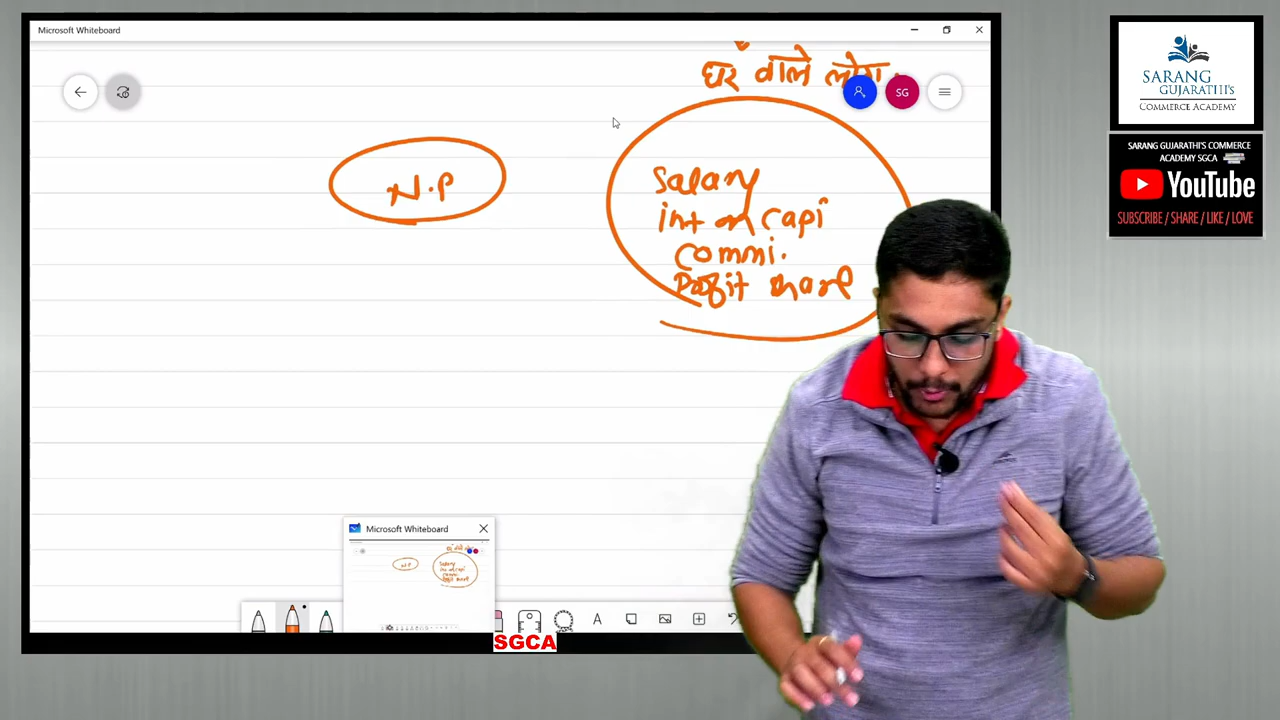 Microsoft Whiteboard
घर वाले लोग.
SG
N.P
Salary
int on capi
commi.
Profit share
Microsoft Whiteboard
SGCA
SARANG
GUJARATHI'S
COMMERCE ACADEMY
SARANG GUJARATHI'S COMMERCE
ACADEMY SGCA
YouTube
SUBSCRIBE / SHARE / LIKE / LOVE